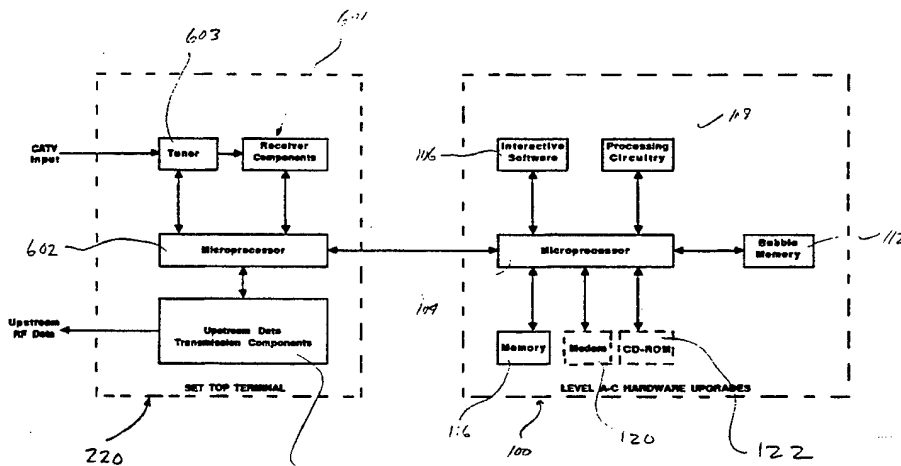 603
CATV
Input
Tuner
Receiver
Components
602
Microprocessor
Upstream
RF Data
Upstream Data
Transmission Components
SET TOP TERMINAL
220
Interactive
Software
Processing
Circuitry
Microprocessor
Bubble
Memory
112
Memory
Modem
CD-ROM
LEVEL A-C HARDWARE UPGRADES
100
120
122